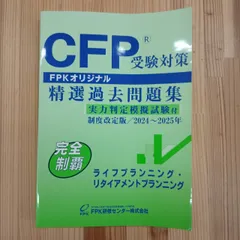 CFP® 受験対策
FPKオリジナル
精選過去問題集
実力判定模擬試験付
制度改定版/2024～2025年
完全
制覇
ライフプランニング・
リタイアメントプランニング
FPK研修センター株式会社